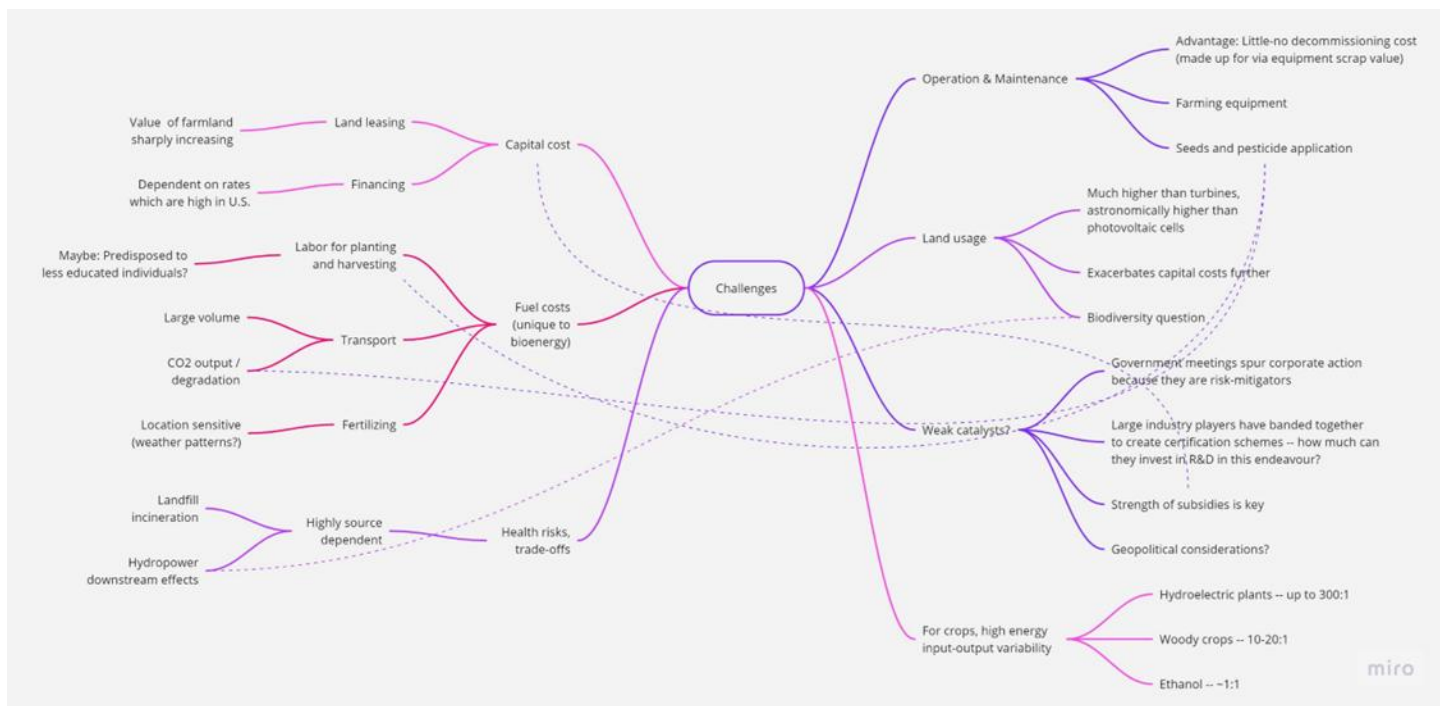 Challenges
Capital cost
Land leasing
Value of farmland
sharply increasing
Financing
Dependent on rates
which are high in U.S.
Fuel costs
(unique to
bioenergy)
Labor for planting
and harvesting
Maybe: Predisposed to
less educated individuals?
Transport
Large volume
CO2 output /
degradation
Fertilizing
Location sensitive
(weather patterns?)
Health risks,
trade-offs
Highly source
dependent
Landfill
incineration
Hydropower
downstream effects
Operation & Maintenance
Advantage: Little-no decommissioning cost
(made up for via equipment scrap value)
Farming equipment
Seeds and pesticide application
Land usage
Much higher than turbines,
astronomically higher than
photovoltaic cells
Exacerbates capital costs further
Biodiversity question
Weak catalysts?
Government meetings spur corporate action
because they are risk-mitigators
Large industry players have banded together
to create certification schemes -- how much can
they invest in R&D in this endeavour?
Strength of subsidies is key
Geopolitical considerations?
For crops, high energy
input-output variability
Hydroelectric plants -- up to 300:1
Woody crops -- 10-20:1
Ethanol -- ~1:1
miro